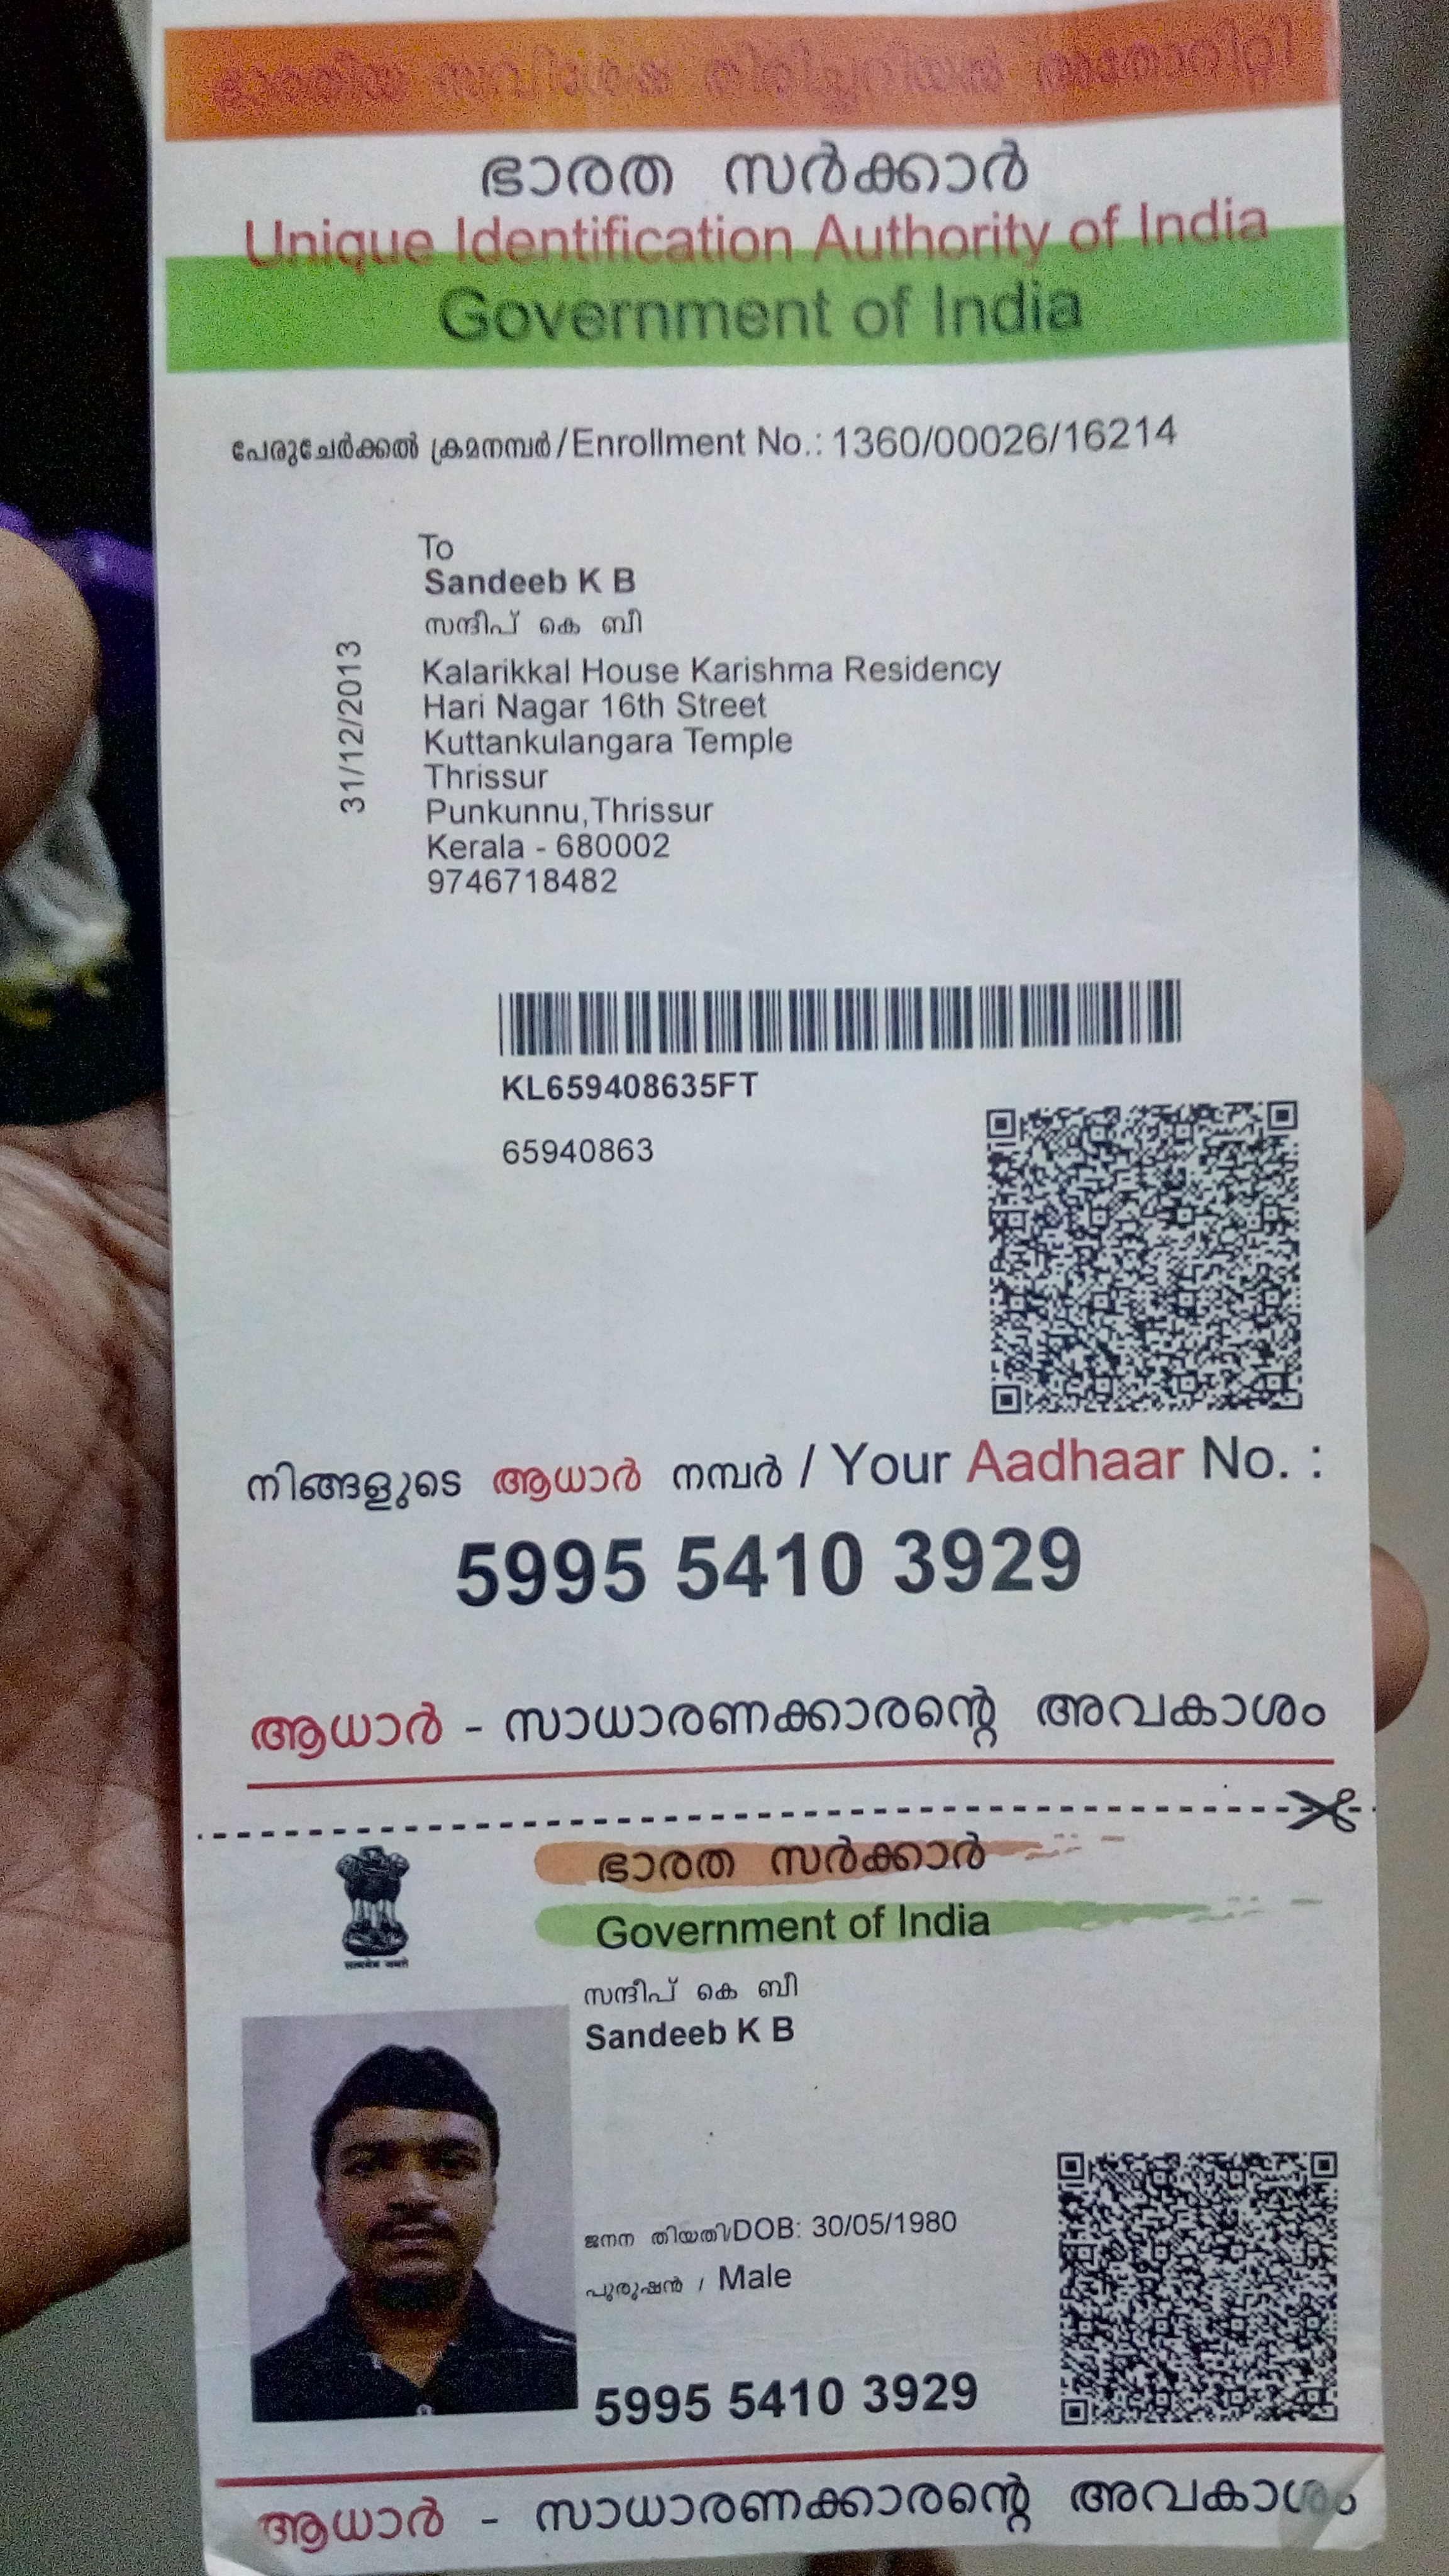 ഭാരതീയ സവിശേഷ തിരിച്ചറിയൽ അതോറിറ്റി
ഭാരത സർക്കാർ
Unique Identification Authority of India
Government of India
പേരുചേർക്കൽ ക്രമനമ്പർ/Enrollment No.: 1360/00026/16214
To
Sandeeb K B
സന്ദീപ് കെ ബീ
Kalarikkal House Karishma Residency
Hari Nagar 16th Street
Kuttankulangara Temple
Thrissur
Punkunnu,Thrissur
Kerala - 680002
9746718482
31/12/2013
KL659408635FT
65940863
നിങ്ങളുടെ ആധാർ നമ്പർ / Your Aadhaar No. :
5995 5410 3929
ആധാർ - സാധാരണക്കാരന്റെ അവകാശം
ഭാരത സർക്കാർ
Government of India
സന്ദീപ് കെ ബീ
Sandeeb K B
ജനന തിയതി/DOB: 30/05/1980
പുരുഷൻ / Male
5995 5410 3929
ആധാർ - സാധാരണക്കാരന്റെ അവകാശം